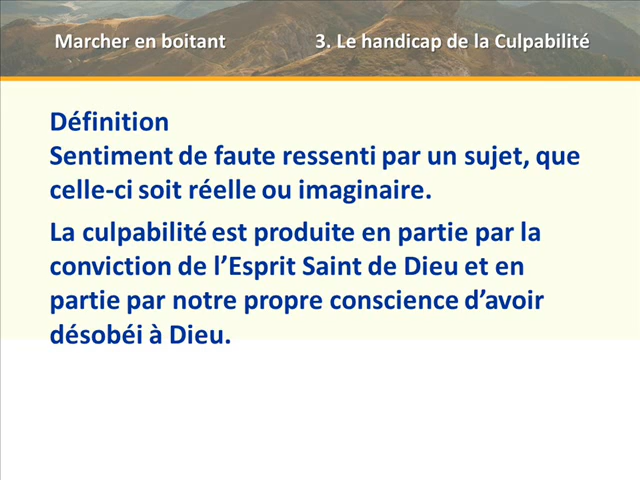 Marcher en boitant 3. Le handicap de la Culpabilité
Définition
Sentiment de faute ressenti par un sujet, que
celle-ci soit réelle ou imaginaire.
La culpabilité est produite en partie par la
conviction de l’Esprit Saint de Dieu et en
partie par notre propre conscience d’avoir
désobéi à Dieu.